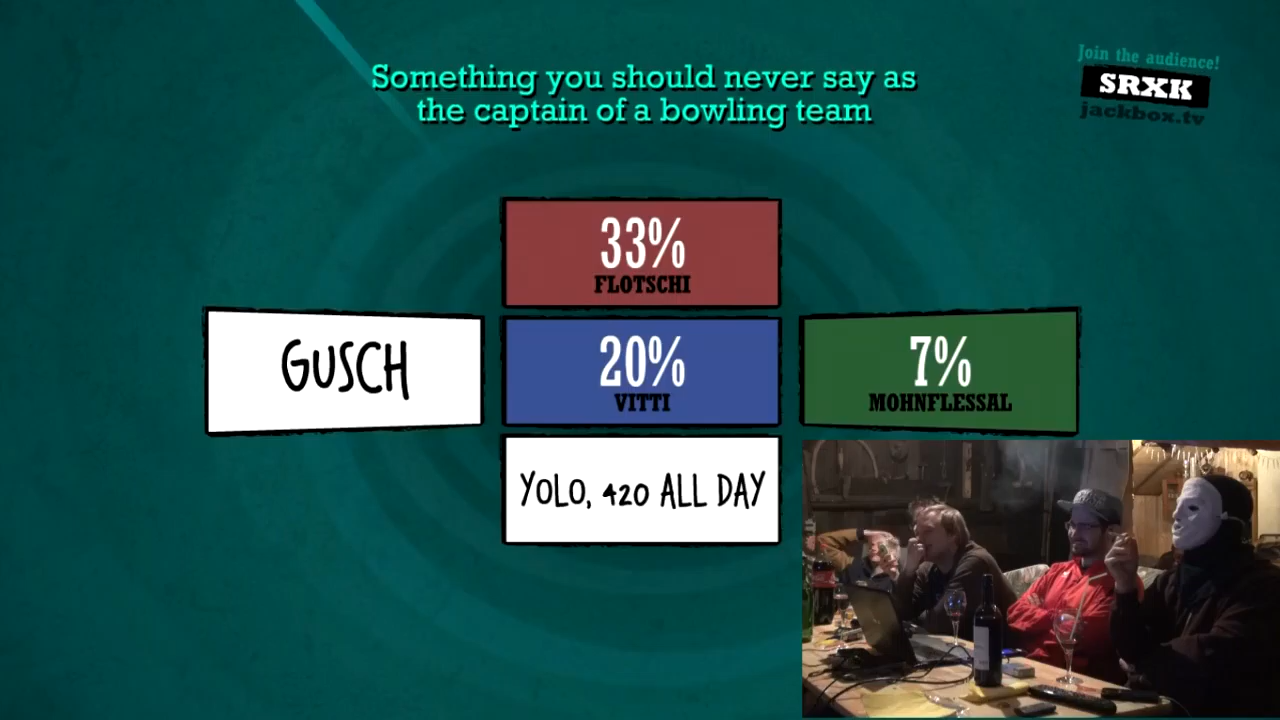 Something you should never say as
the captain of a bowling team
Join the audience!
SRXK
jackbox.tv
33%
FLOTSCHI
GUSCH
20%
VITTI
7%
MOHNFLESSAL
YOLO, 420 ALL DAY